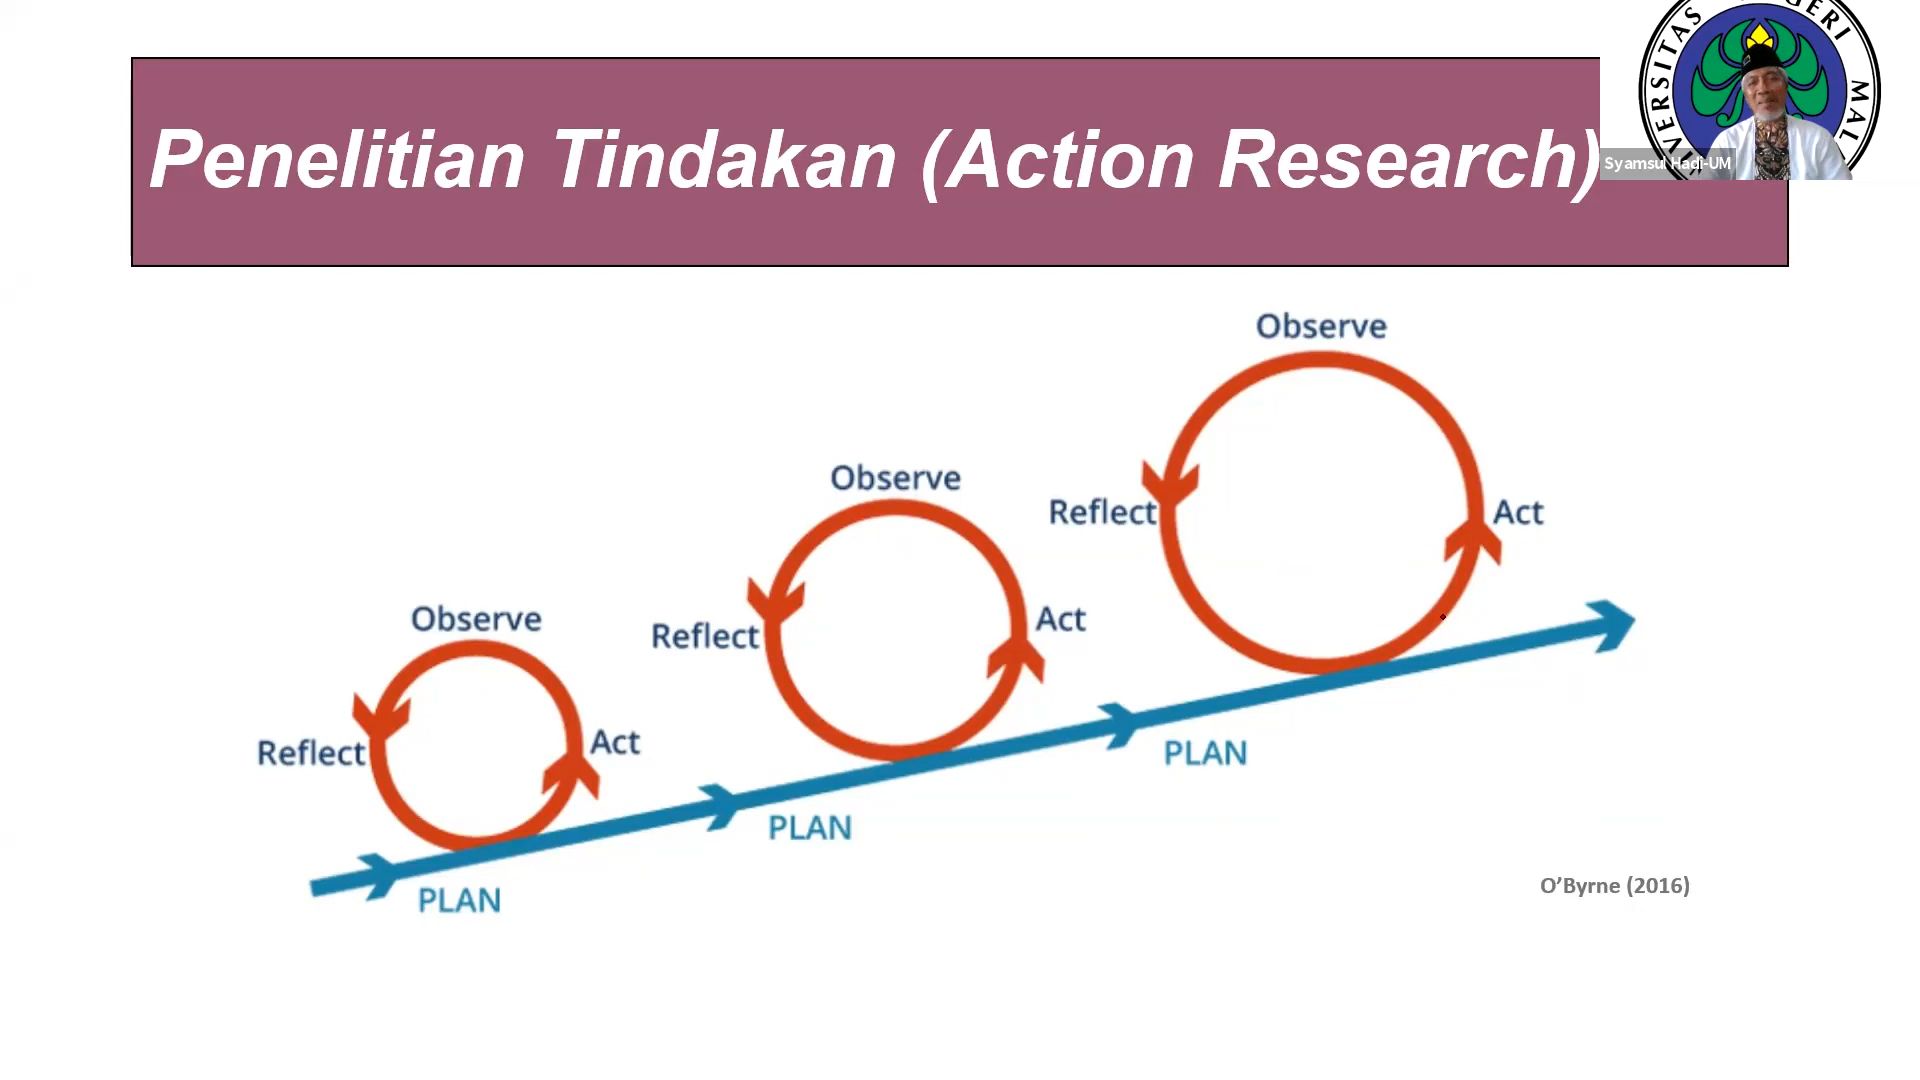 Penelitian Tindakan (Action Research)
Syamsul Hadi-UM
Observe
Reflect
Act
PLAN
Observe
Reflect
Act
PLAN
Observe
Reflect
Act
PLAN
O’Byrne (2016)